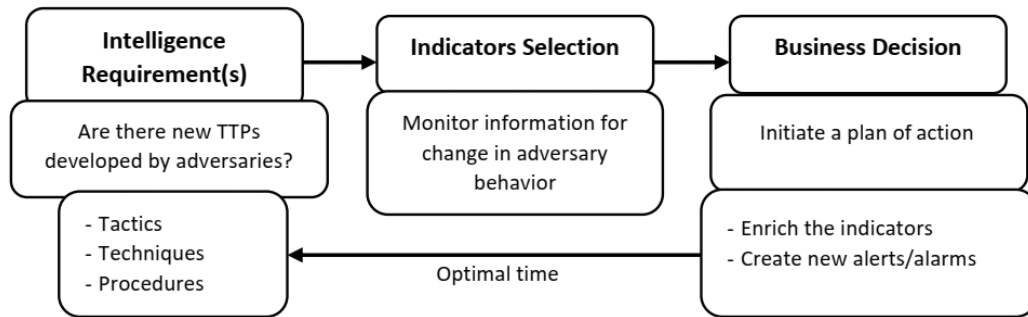 Intelligence
Requirement(s)
Are there new TTPs
developed by adversaries?
- Tactics
- Techniques
- Procedures
Indicators Selection
Monitor information for
change in adversary
behavior
Business Decision
Initiate a plan of action
- Enrich the indicators
- Create new alerts/alarms
Optimal time